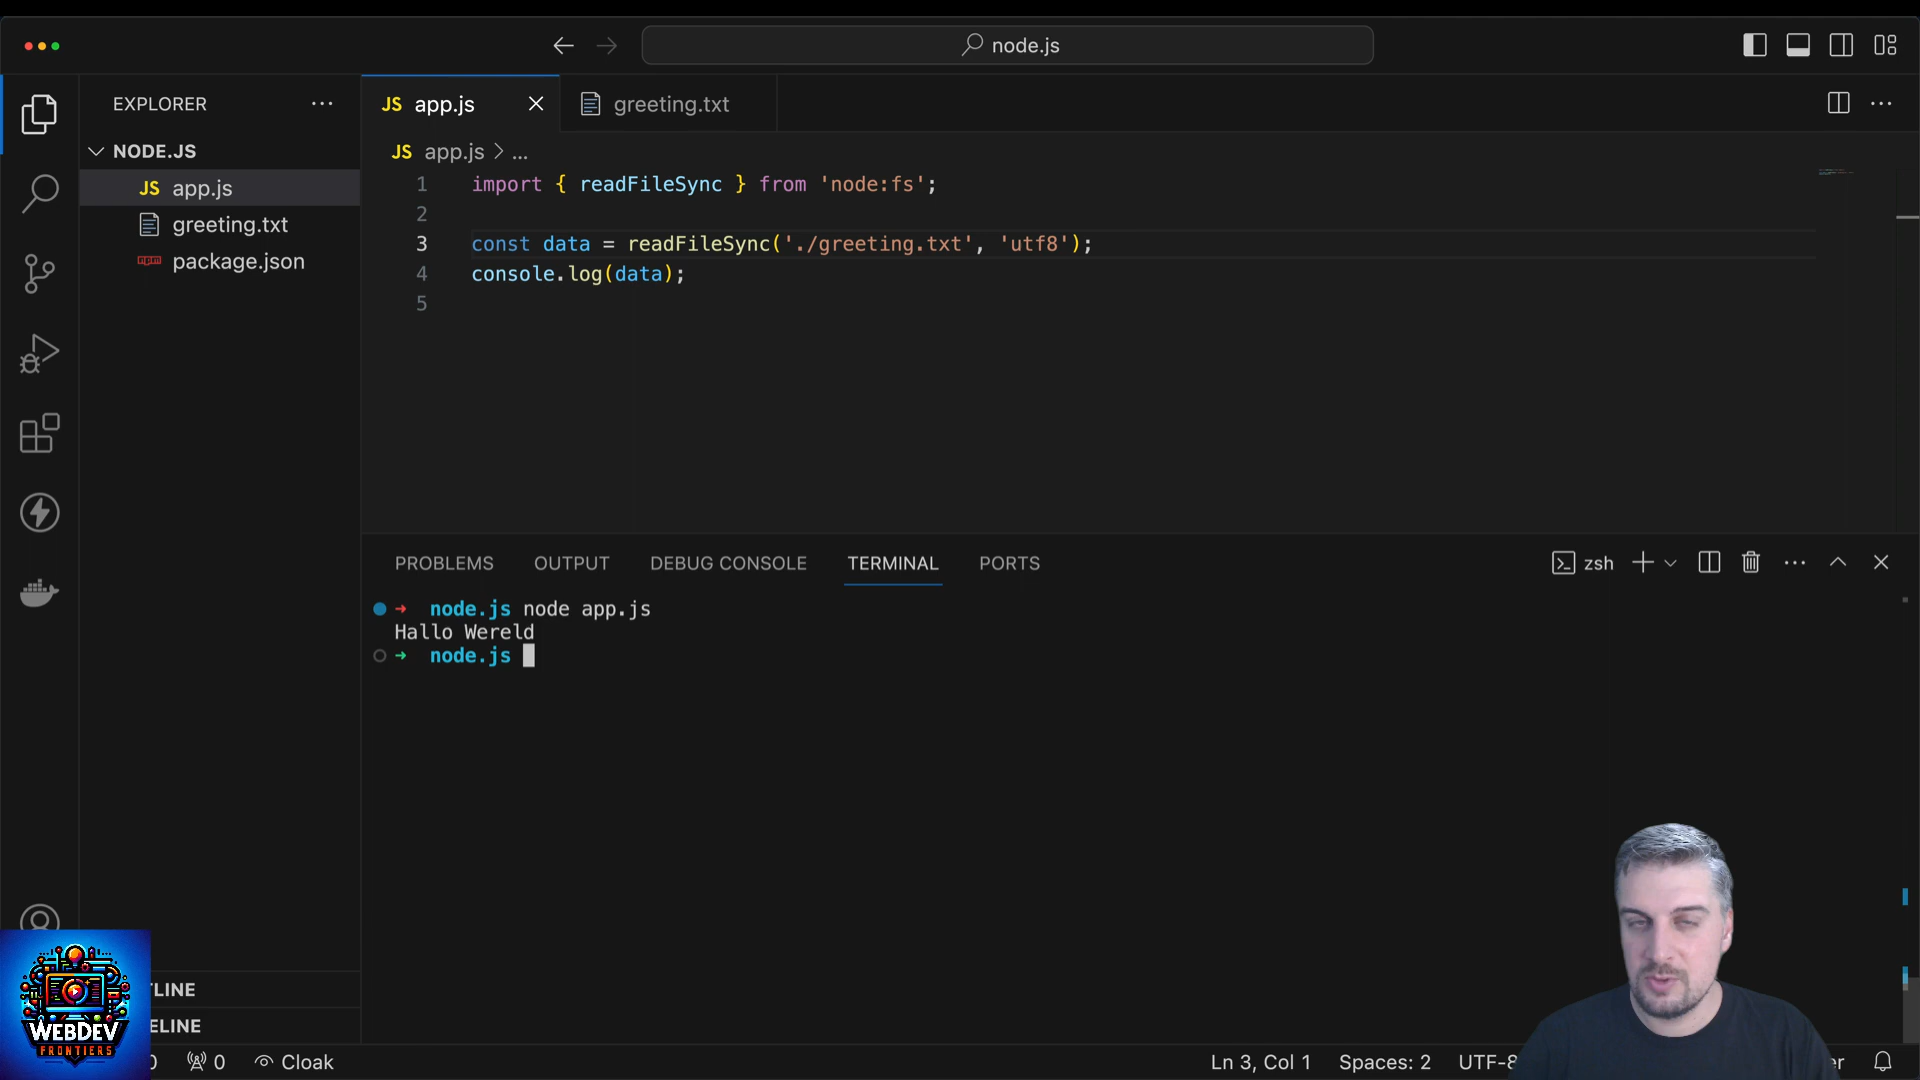 node.js
EXPLORER
NODE.JS
JS app.js
greeting.txt
npm package.json
JS app.js
greeting.txt
JS app.js > ...
1 import { readFileSync } from 'node:fs';
2
3 const data = readFileSync('./greeting.txt', 'utf8');
4 console.log(data);
5
PROBLEMS OUTPUT DEBUG CONSOLE TERMINAL PORTS
zsh
node.js node app.js
Hallo Wereld
node.js
LINE
ELINE
WEBDEV
FRONTIERS
0 Cloak
Ln 3, Col 1 Spaces: 2 UTF-8